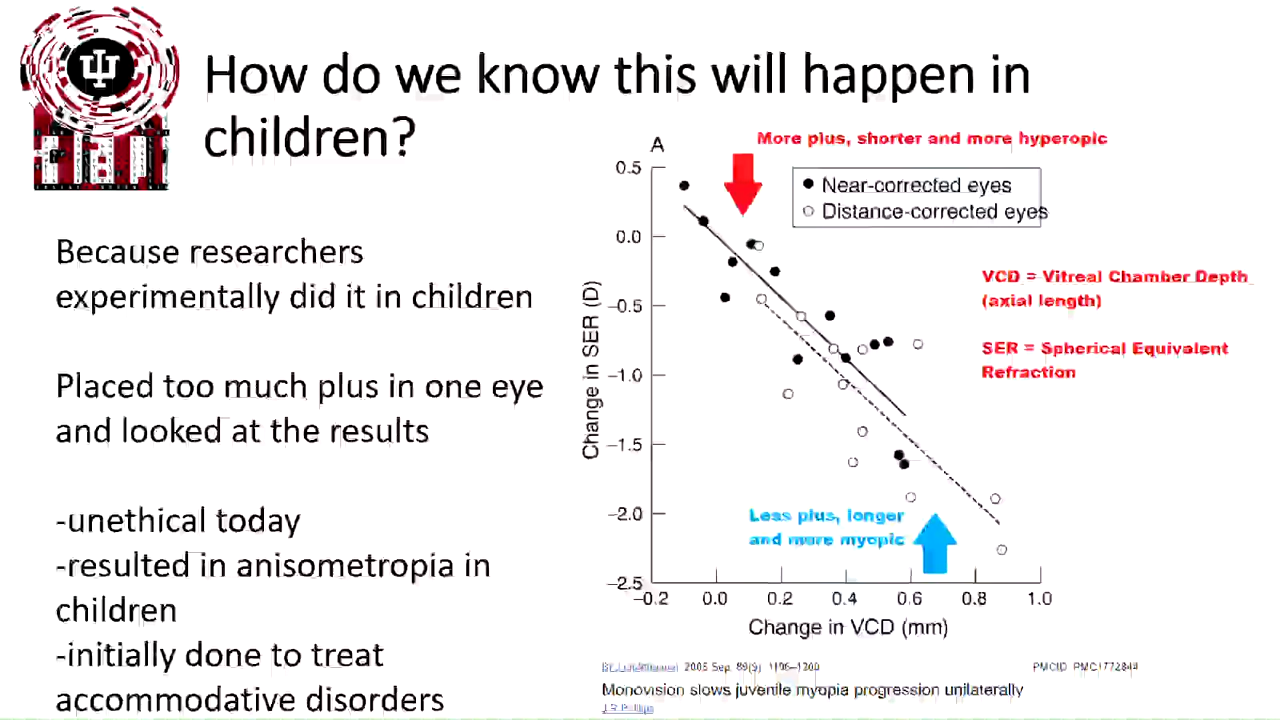 How do we know this will happen in
children?
Because researchers
experimentally did it in children
Placed too much plus in one eye
and looked at the results
-unethical today
-resulted in anisometropia in
children
-initially done to treat
accommodative disorders
A
More plus, shorter and more hyperopic
Near-corrected eyes
Distance-corrected eyes
VCD = Vitreal Chamber Depth
(axial length)
SER = Spherical Equivalent
Refraction
Less plus, longer
and more myopic
Change in SER (D)
0.5
0.0
−0.5
−1.0
−1.5
−2.0
−2.5
−0.2 0.0 0.2 0.4 0.6 0.8 1.0
Change in VCD (mm)
2005 Sep; 89(9)
PMCID: PMC1772844
Monovision slows juvenile myopia progression unilaterally
J R Phillips